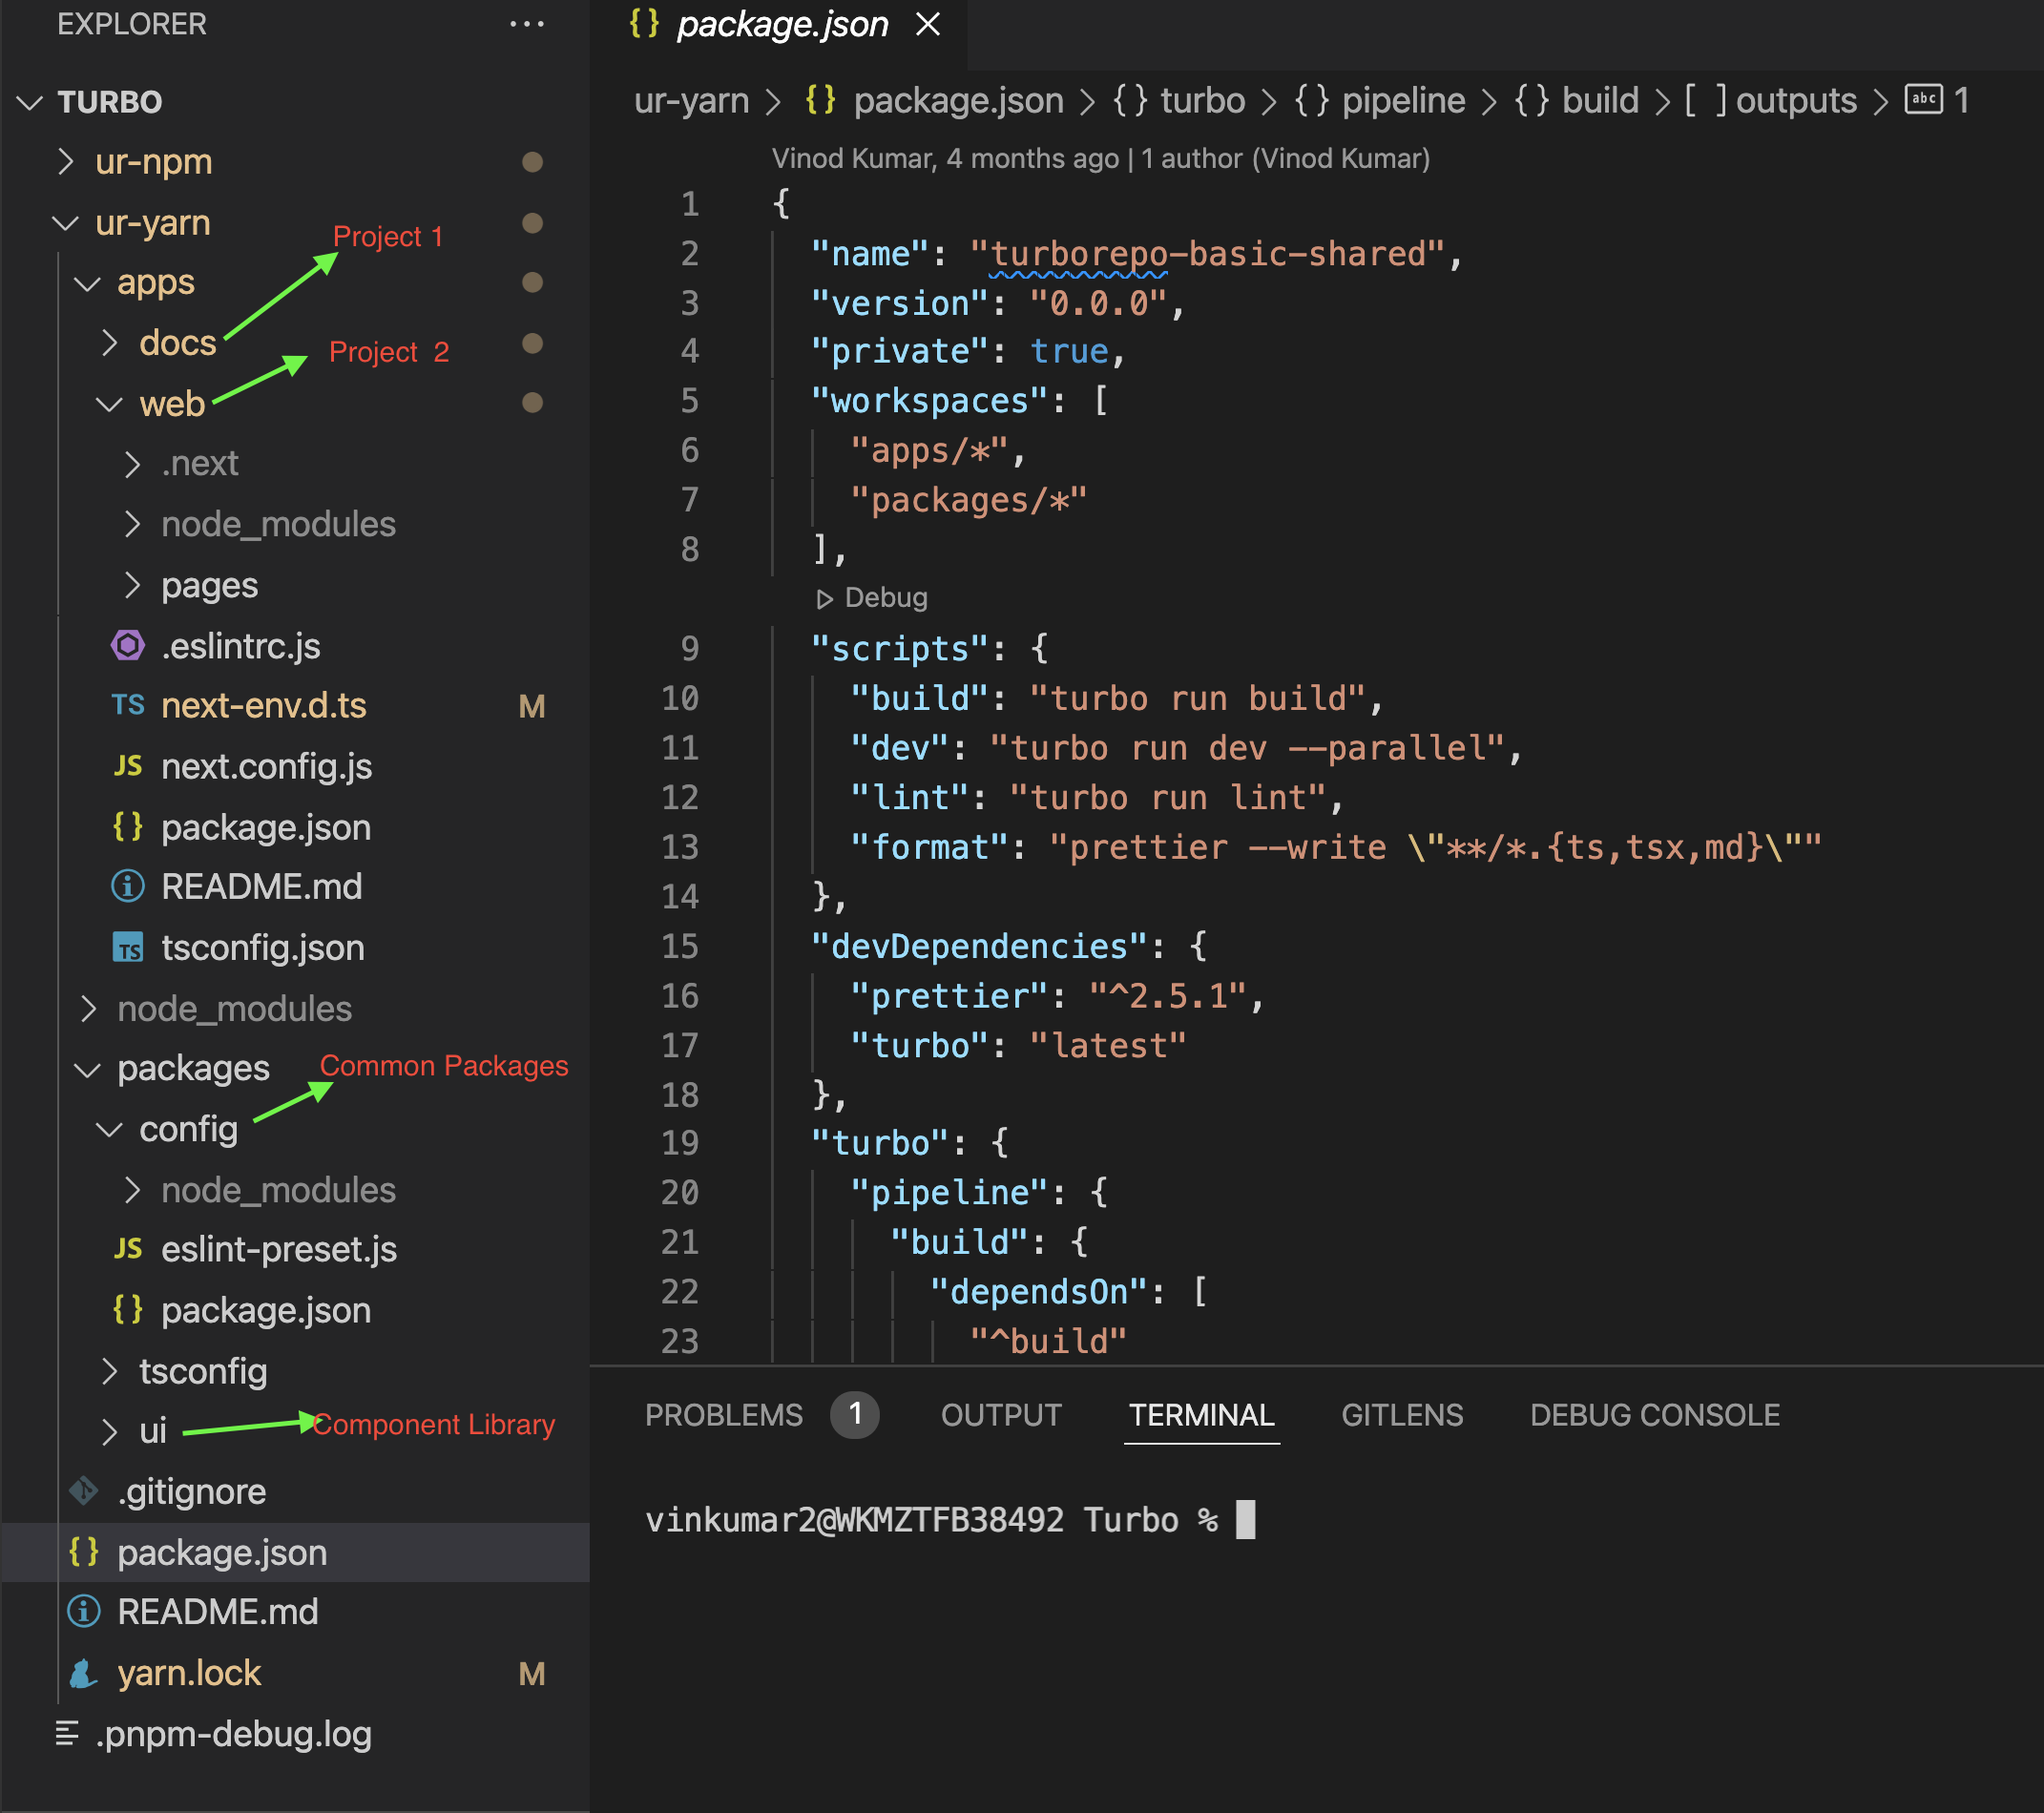 EXPLORER
TURBO
ur-npm
ur-yarn
Project 1
apps
docs
Project 2
web
.next
node_modules
pages
.eslintrc.js
TS next-env.d.ts M
JS next.config.js
{} package.json
README.md
TS tsconfig.json
node_modules
packages
Common Packages
config
node_modules
JS eslint-preset.js
{} package.json
tsconfig
ui
Component Library
.gitignore
{} package.json
README.md
yarn.lock M
.pnpm-debug.log
{} package.json
ur-yarn > {} package.json > {} turbo > {} pipeline > {} build > [ ] outputs > abc 1
Vinod Kumar, 4 months ago | 1 author (Vinod Kumar)
1 {
2 "name": "turborepo-basic-shared",
3 "version": "0.0.0",
4 "private": true,
5 "workspaces": [
6 "apps/*",
7 "packages/*"
8 ],
Debug
9 "scripts": {
10 "build": "turbo run build",
11 "dev": "turbo run dev --parallel",
12 "lint": "turbo run lint",
13 "format": "prettier --write \"**/*.{ts,tsx,md}\""
14 },
15 "devDependencies": {
16 "prettier": "^2.5.1",
17 "turbo": "latest"
18 },
19 "turbo": {
20 "pipeline": {
21 "build": {
22 "dependsOn": [
23 "^build"
PROBLEMS 1 OUTPUT TERMINAL GITLENS DEBUG CONSOLE
vinkumar2@WKMZTFB38492 Turbo %